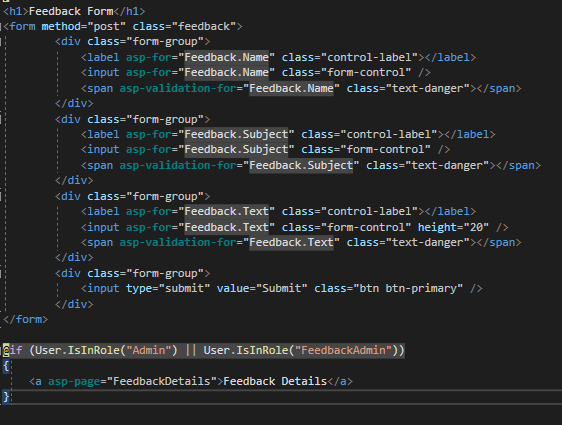 <h1>Feedback Form</h1>
<form method="post" class="feedback">
<div class="form-group">
<label asp-for="Feedback.Name" class="control-label"></label>
<input asp-for="Feedback.Name" class="form-control" />
<span asp-validation-for="Feedback.Name" class="text-danger"></span>
</div>
<div class="form-group">
<label asp-for="Feedback.Subject" class="control-label"></label>
<input asp-for="Feedback.Subject" class="form-control" />
<span asp-validation-for="Feedback.Subject" class="text-danger"></span>
</div>
<div class="form-group">
<label asp-for="Feedback.Text" class="control-label"></label>
<input asp-for="Feedback.Text" class="form-control" height="20" />
<span asp-validation-for="Feedback.Text" class="text-danger"></span>
</div>
<div class="form-group">
<input type="submit" value="Submit" class="btn btn-primary" />
</div>
</form>
@if (User.IsInRole("Admin") || User.IsInRole("FeedbackAdmin"))
{
<a asp-page="FeedbackDetails">Feedback Details</a>
}